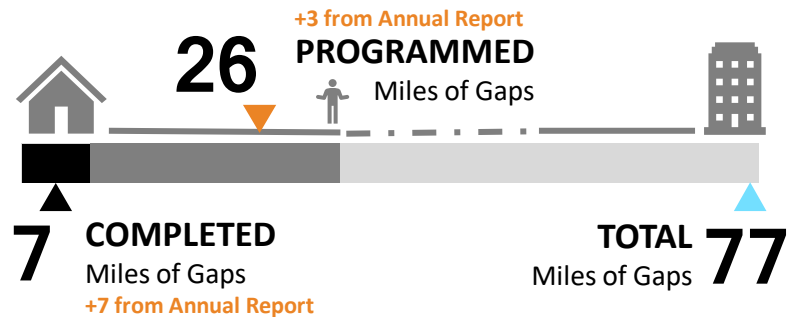 +3 from Annual Report
26 PROGRAMMED
Miles of Gaps
7 COMPLETED
Miles of Gaps
+7 from Annual Report
TOTAL 77
Miles of Gaps